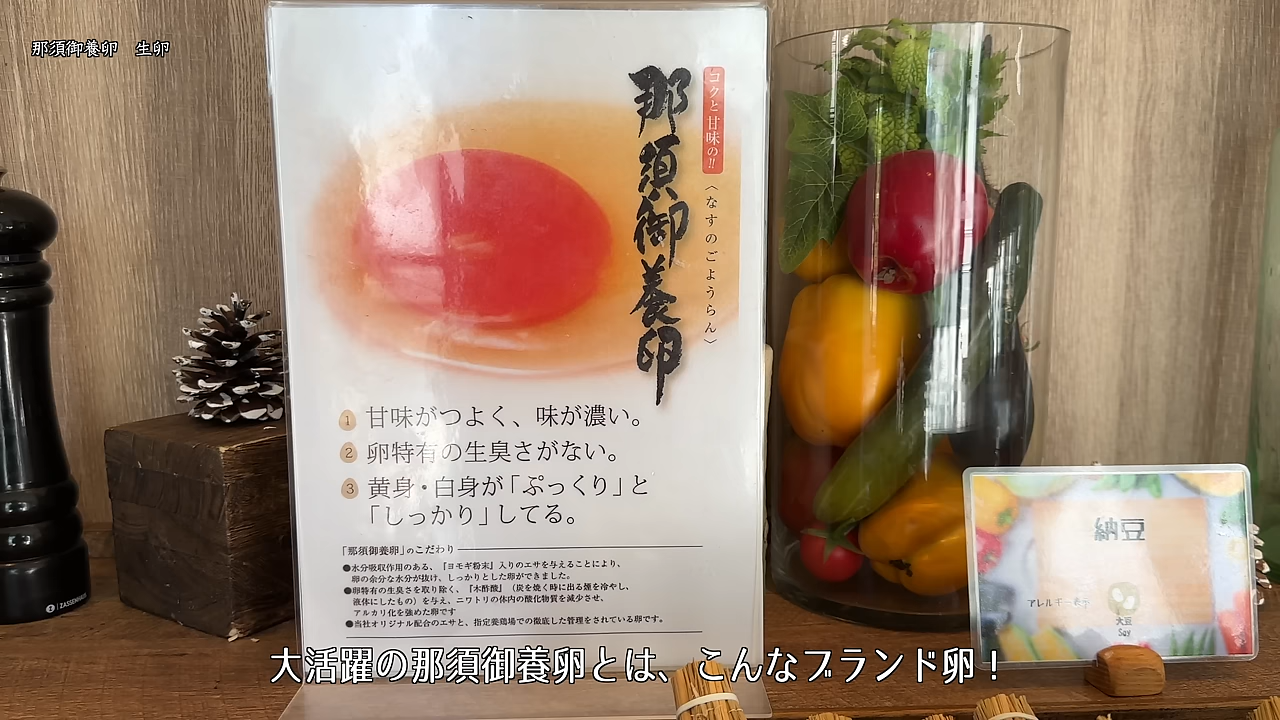 那須御養卵　生卵
コクと甘味の!!
那須御養卵
〈なすのごようらん〉
1 甘味がつよく、味が濃い。
2 卵特有の生臭さがない。
3 黄身・白身が「ぷっくり」と
「しっかり」してる。
「那須御養卵」のこだわり
●水分吸収作用のある、『ヨモギ粉末』入りのエサを与えることにより、
卵の余分な水分が抜け、しっかりとした卵ができました。
●卵特有の生臭さを取り除く、『木酢酸』（炭を焼く時に出る煙を冷やし、
液体にしたもの）を与え、ニワトリの体内の酸化物質を減少させ、
アルカリ化を強めた卵です
●当社オリジナル配合のエサと、指定養鶏場での徹底した管理をされている卵です。
納豆
アレルギー表示
大豆
Soy
ZASSENHAUS
大活躍の那須御養卵とは、こんなブランド卵！